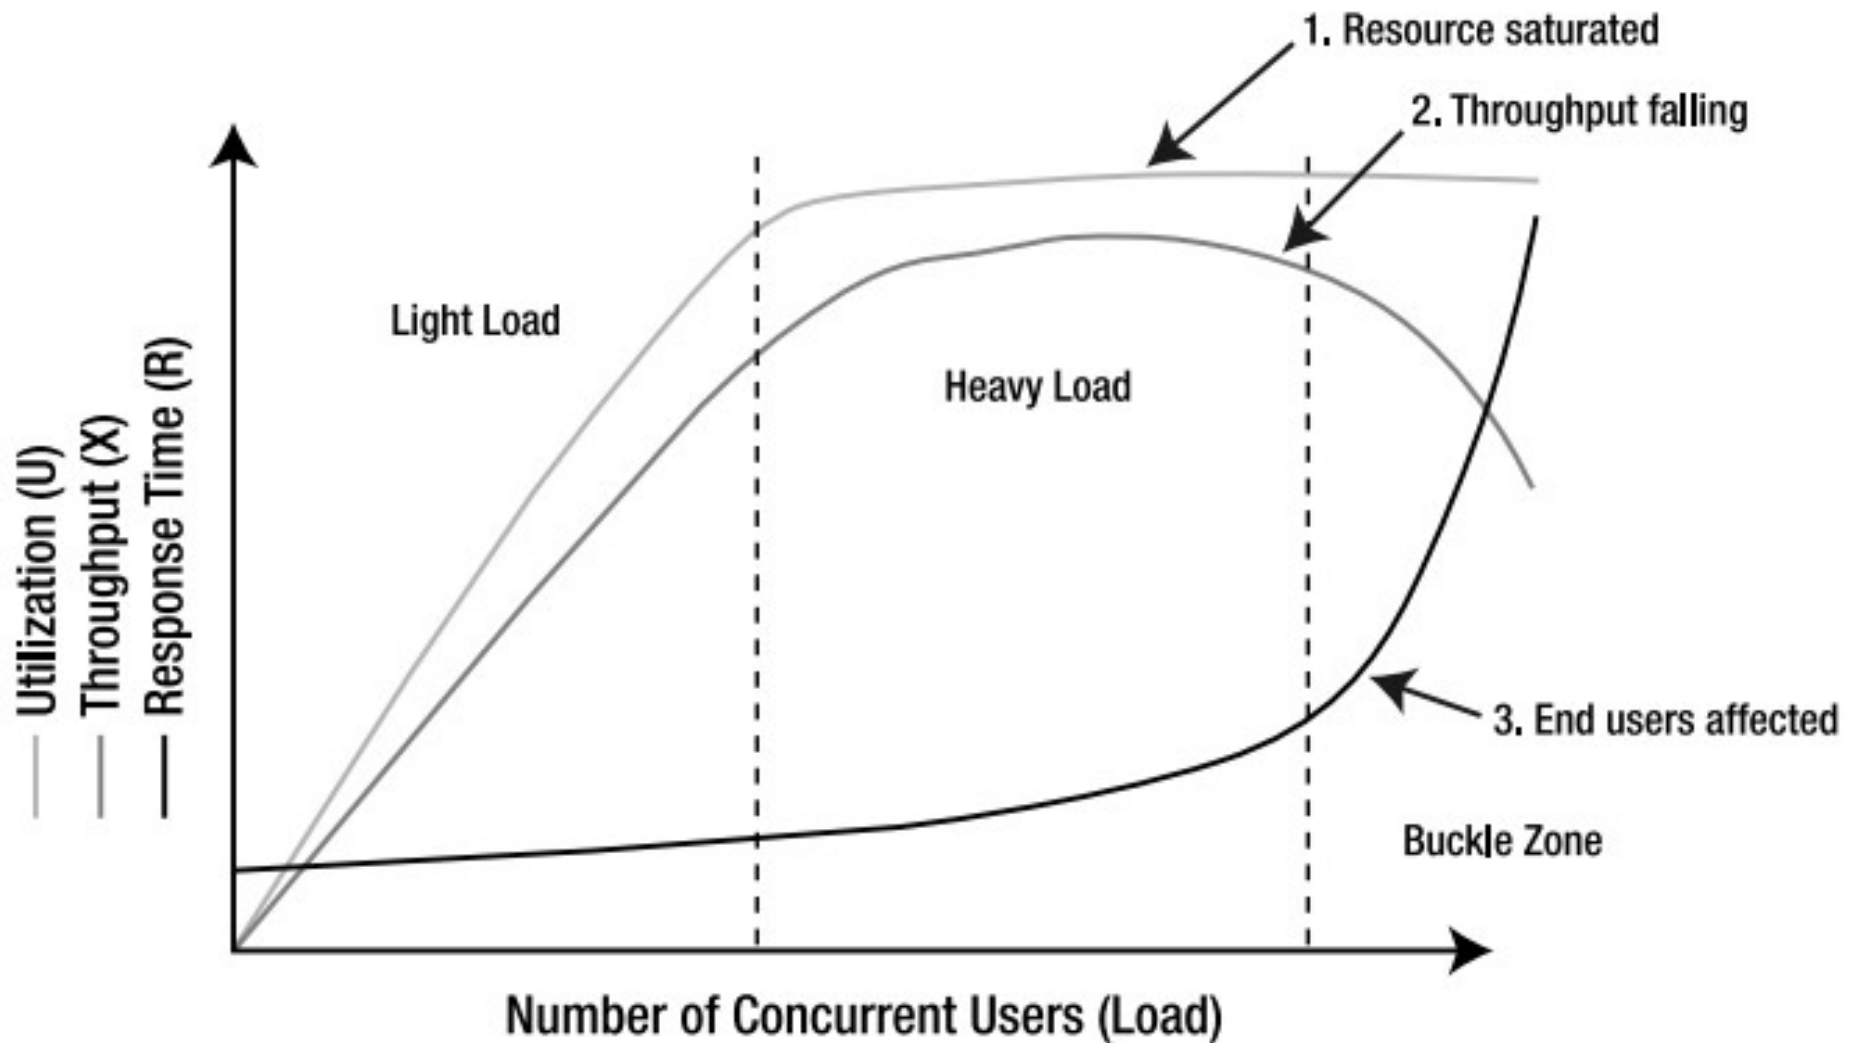 1. Resource saturated
2. Throughput falling
Light Load
Heavy Load
Utilization (U)
Throughput (X)
Response Time (R)
3. End users affected
Buckle Zone
Number of Concurrent Users (Load)